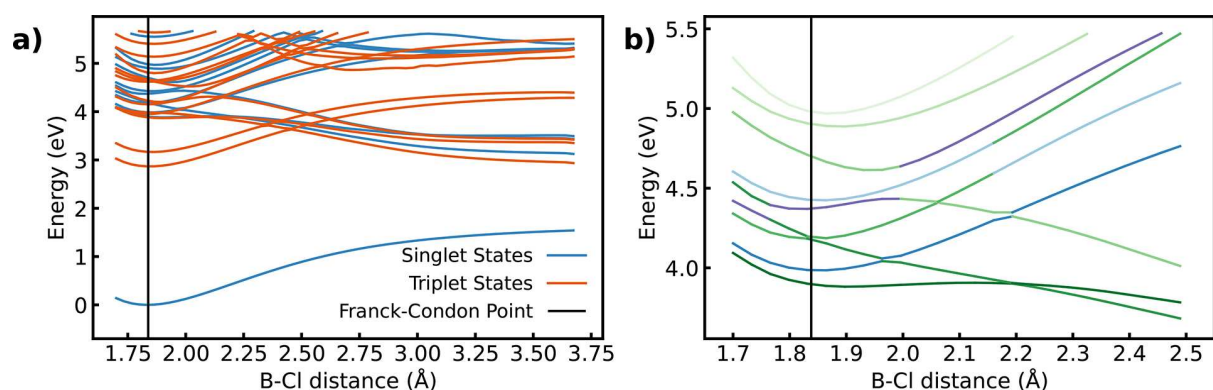 a)
Energy (eV)
5
4
3
2
1
0
Singlet States
Triplet States
Franck-Condon Point
1.75 2.00 2.25 2.50 2.75 3.00 3.25 3.50 3.75
B-Cl distance (Å)
b)
Energy (eV)
5.5
5.0
4.5
4.0
1.7 1.8 1.9 2.0 2.1 2.2 2.3 2.4 2.5
B-Cl distance (Å)